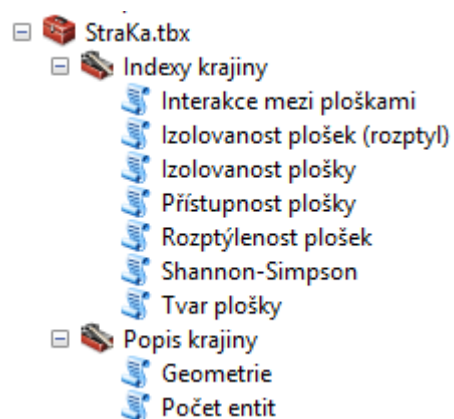 StraKa.tbx
Indexy krajiny
Interakce mezi ploškami
Izolovanost plošek (rozptyl)
Izolovanost plošky
Přístupnost plošky
Rozptýlenost plošek
Shannon-Simpson
Tvar plošky
Popis krajiny
Geometrie
Počet entit